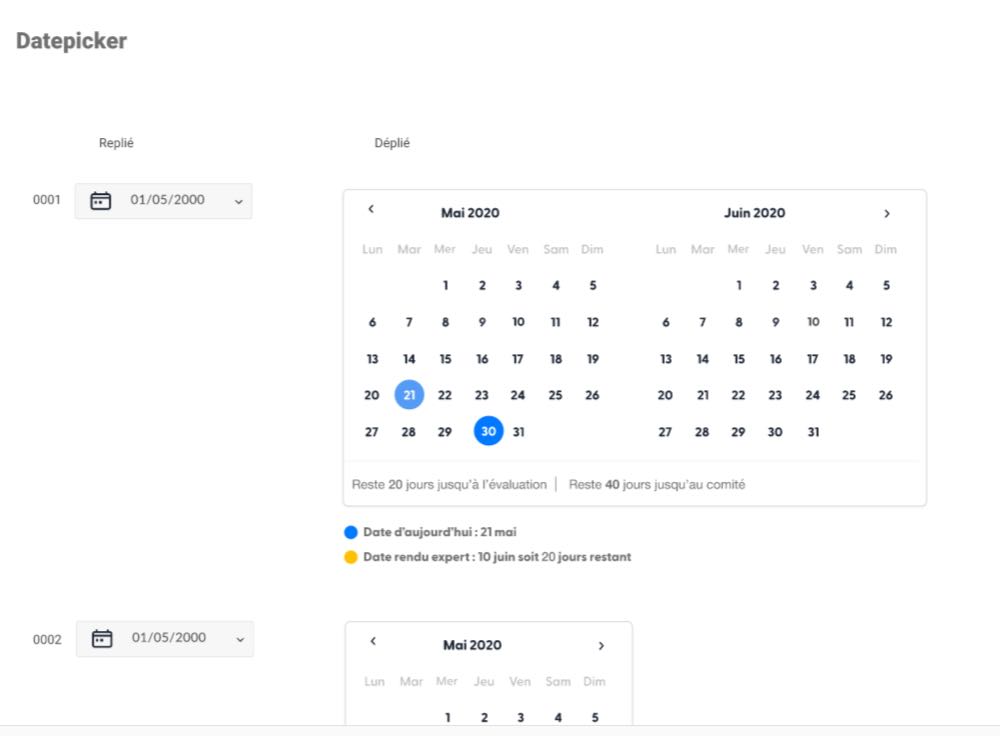 Datepicker
Replié Déplié
0001 01/05/2000
Mai 2020 Juin 2020
Lun Mar Mer Jeu Ven Sam Dim Lun Mar Mer Jeu Ven Sam Dim
1 2 3 4 5 1 2 3 4 5
6 7 8 9 10 11 12 6 7 8 9 10 11 12
13 14 15 16 17 18 19 13 14 15 16 17 18 19
20 21 22 23 24 25 26 20 21 22 23 24 25 26
27 28 29 30 31 27 28 29 30 31
Reste 20 jours jusqu'à l'évaluation | Reste 40 jours jusqu'au comité
Date d'aujourd'hui : 21 mai
Date rendu expert : 10 juin soit 20 jours restant
0002 01/05/2000
Mai 2020
Lun Mar Mer Jeu Ven Sam Dim
1 2 3 4 5